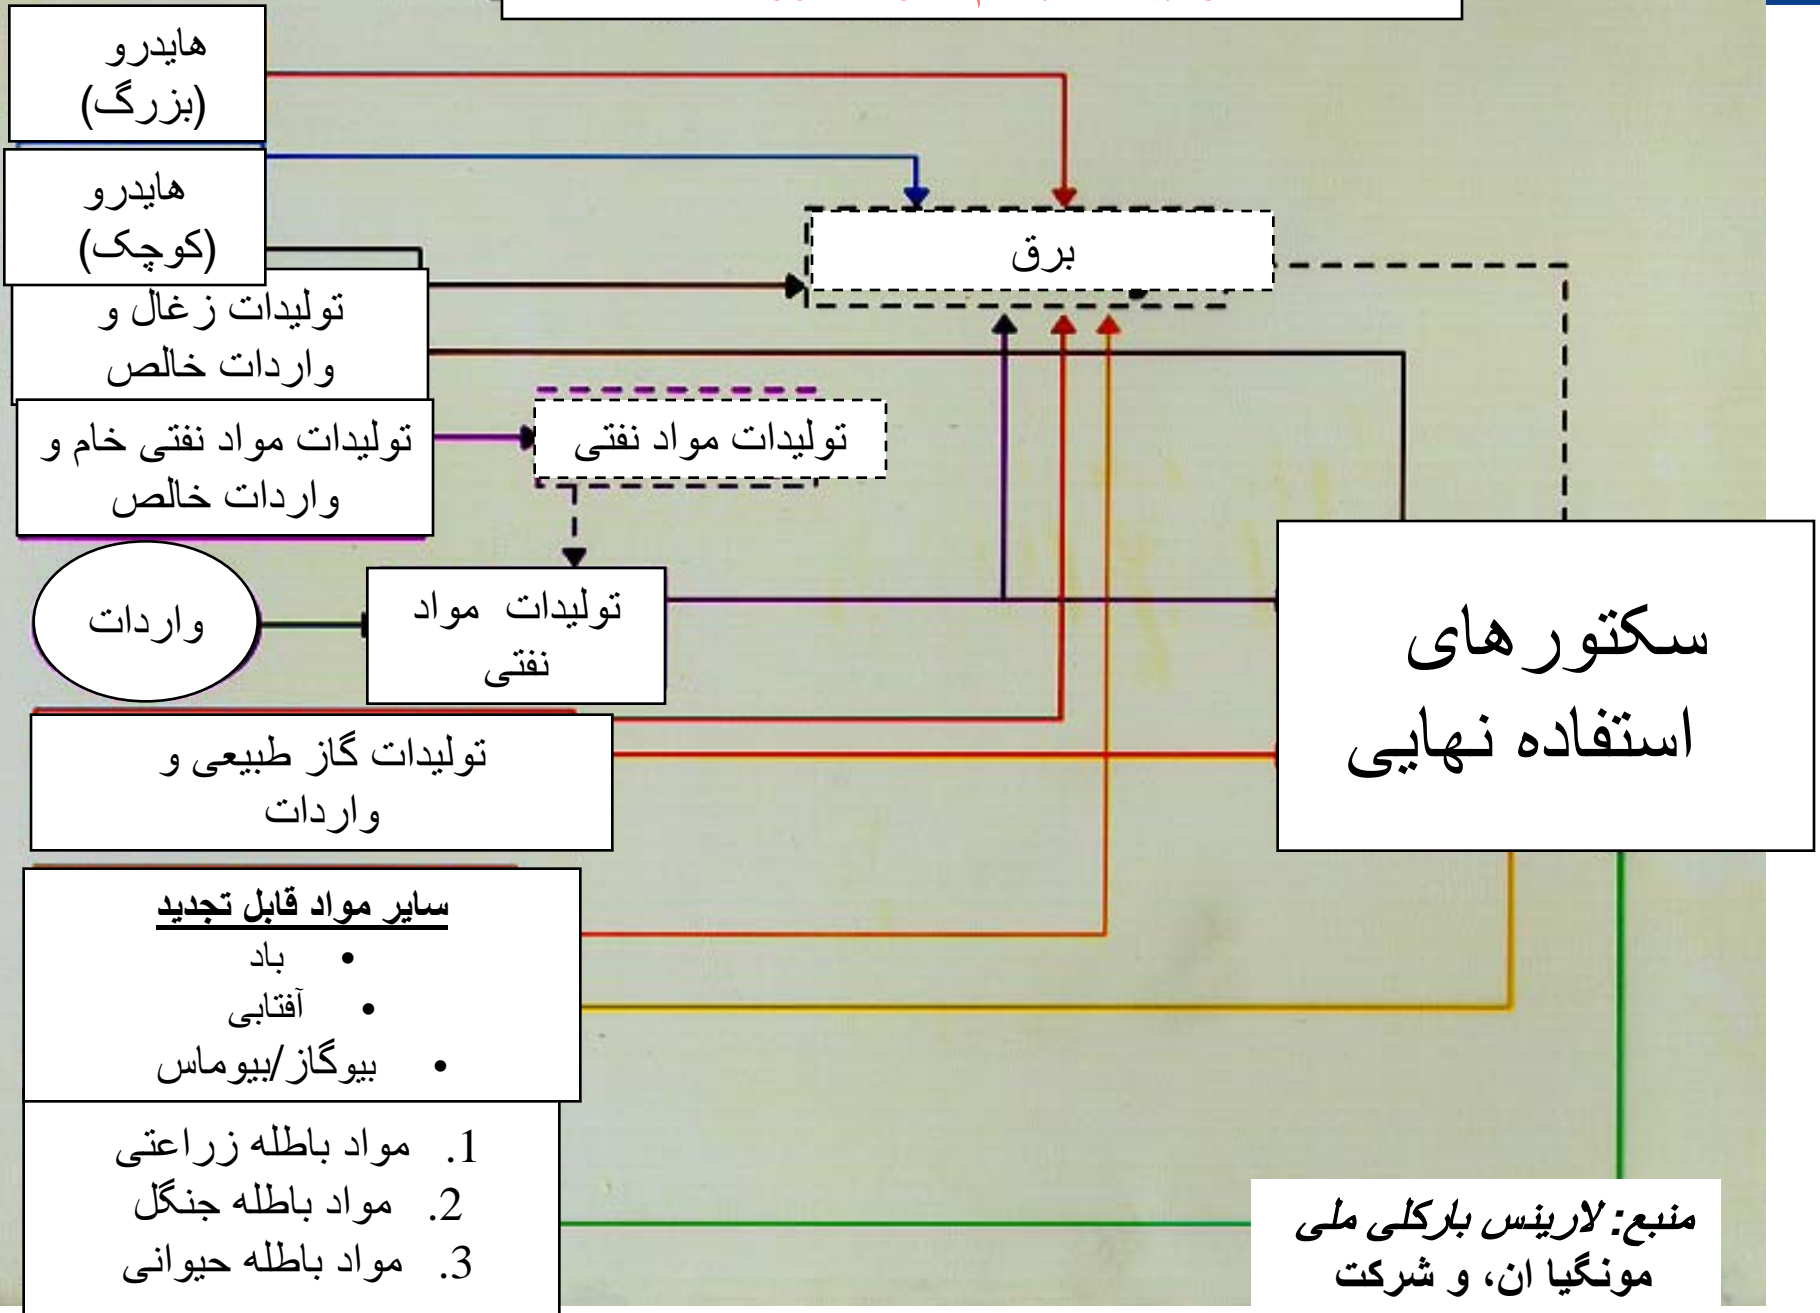 هایدرو
(بزرگ)
هایدرو
(کوچک)
تولیدات زغال و
واردات خالص
تولیدات مواد نفتی خام و
واردات خالص
واردات
تولیدات مواد
نفتی
تولیدات گاز طبیعی و
واردات
سایر مواد قابل تجدید
• باد
• آفتابی
• بیوگاز/بیوماس
1. مواد باطله زراعتی
2. مواد باطله جنگل
3. مواد باطله حیوانی
برق
تولیدات مواد نفتی
سکتور های
استفاده نهایی
منبع: لارینس بارکلی ملی
مونگیا ان، و شرکت